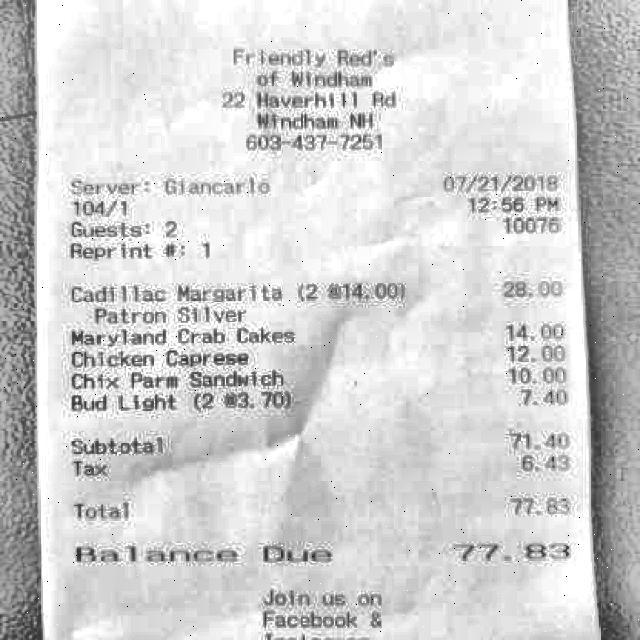 Friendly Red's
of Windham
22 Haverhill Rd
Windham NH
603-437-7251
Server: Giancarlo 07/21/2018
104/1 12:56 PM
Guests: 2 10076
Reprint #: 1
Cadillac Margarita (2 @14.00) 28.00
Patron Silver
Maryland Crab Cakes 14.00
Chicken Caprese 12.00
Chix Parm Sandwich 10.00
Bud Light (2 @3.70) 7.40
Subtotal 71.40
Tax 6.43
Total 77.83
Balance Due 77.83
Join us on
Facebook &